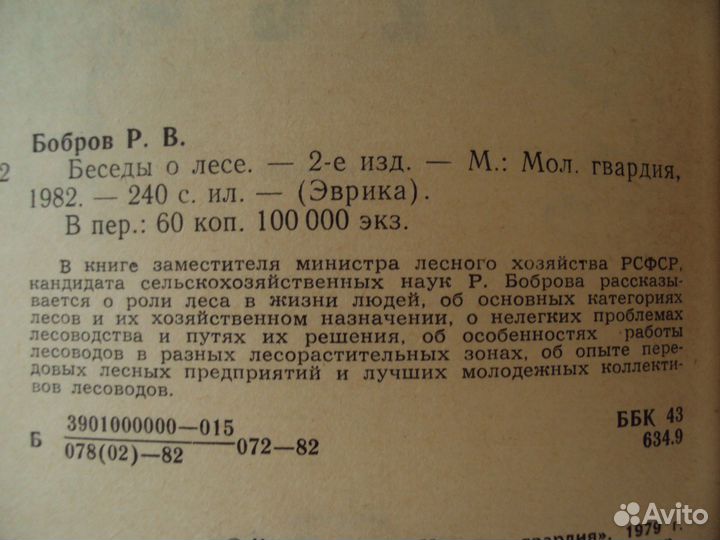 Бобров Р. В.
2 Беседы о лесе. — 2-е изд. — М.: Мол. гвардия,
1982. — 240 с. ил. — (Эврика).
В пер.: 60 коп. 100 000 экз.
В книге заместителя министра лесного хозяйства РСФСР,
кандидата сельскохозяйственных наук Р. Боброва рассказы-
вается о роли леса в жизни людей, об основных категориях
лесов и их хозяйственном назначении, о нелегких проблемах
лесоводства и путях их решения, об особенностях работы
лесоводов в разных лесорастительных зонах, об опыте пере-
довых лесных предприятий и лучших молодежных коллекти-
вов лесоводов.
Б 3901000000—015
078(02)—82 072—82
ББК 43
634.9
гвардия», 1979 г.
Avito